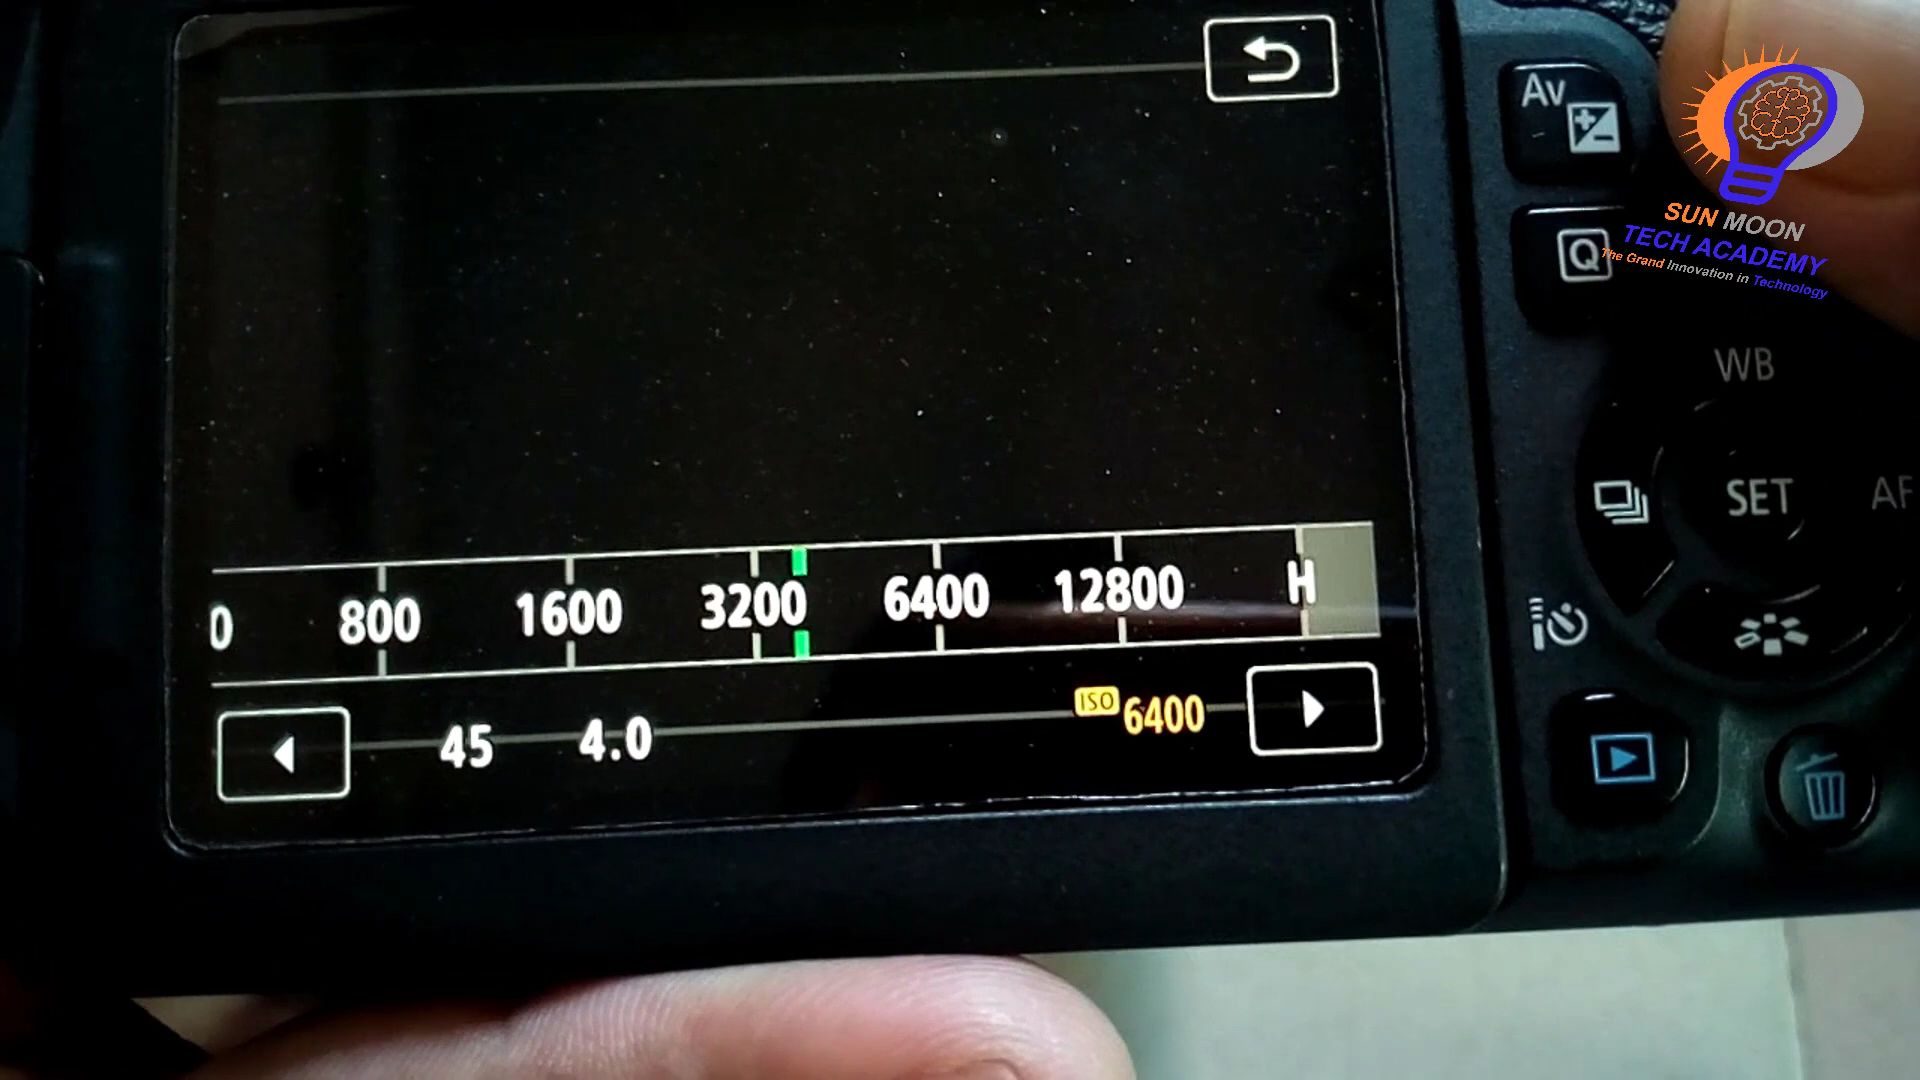 Av
Q
SUN MOON
TECH ACADEMY
The Grand Innovation in Technology
WB
SET
AF
0 800 1600 3200 6400 12800 H
45 4.0 ISO 6400